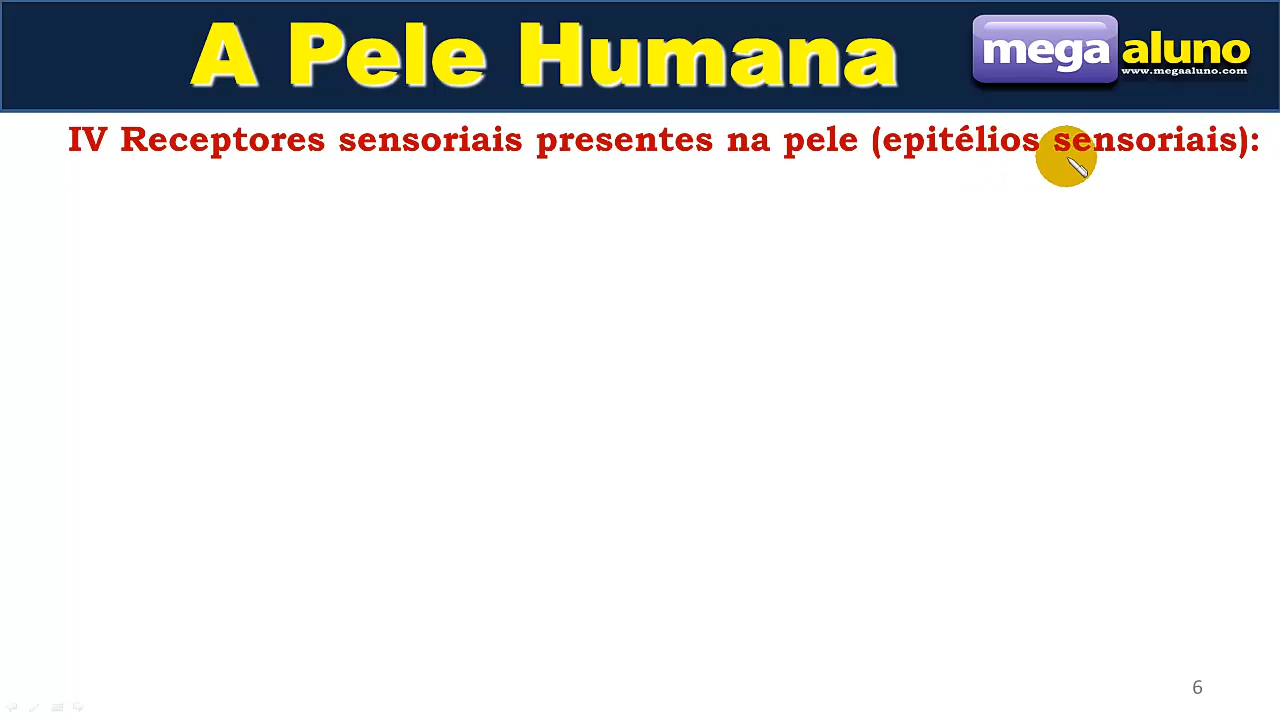 A Pele Humana
mega aluno
www.megaaluno.com
IV Receptores sensoriais presentes na pele (epitélios sensoriais):
6